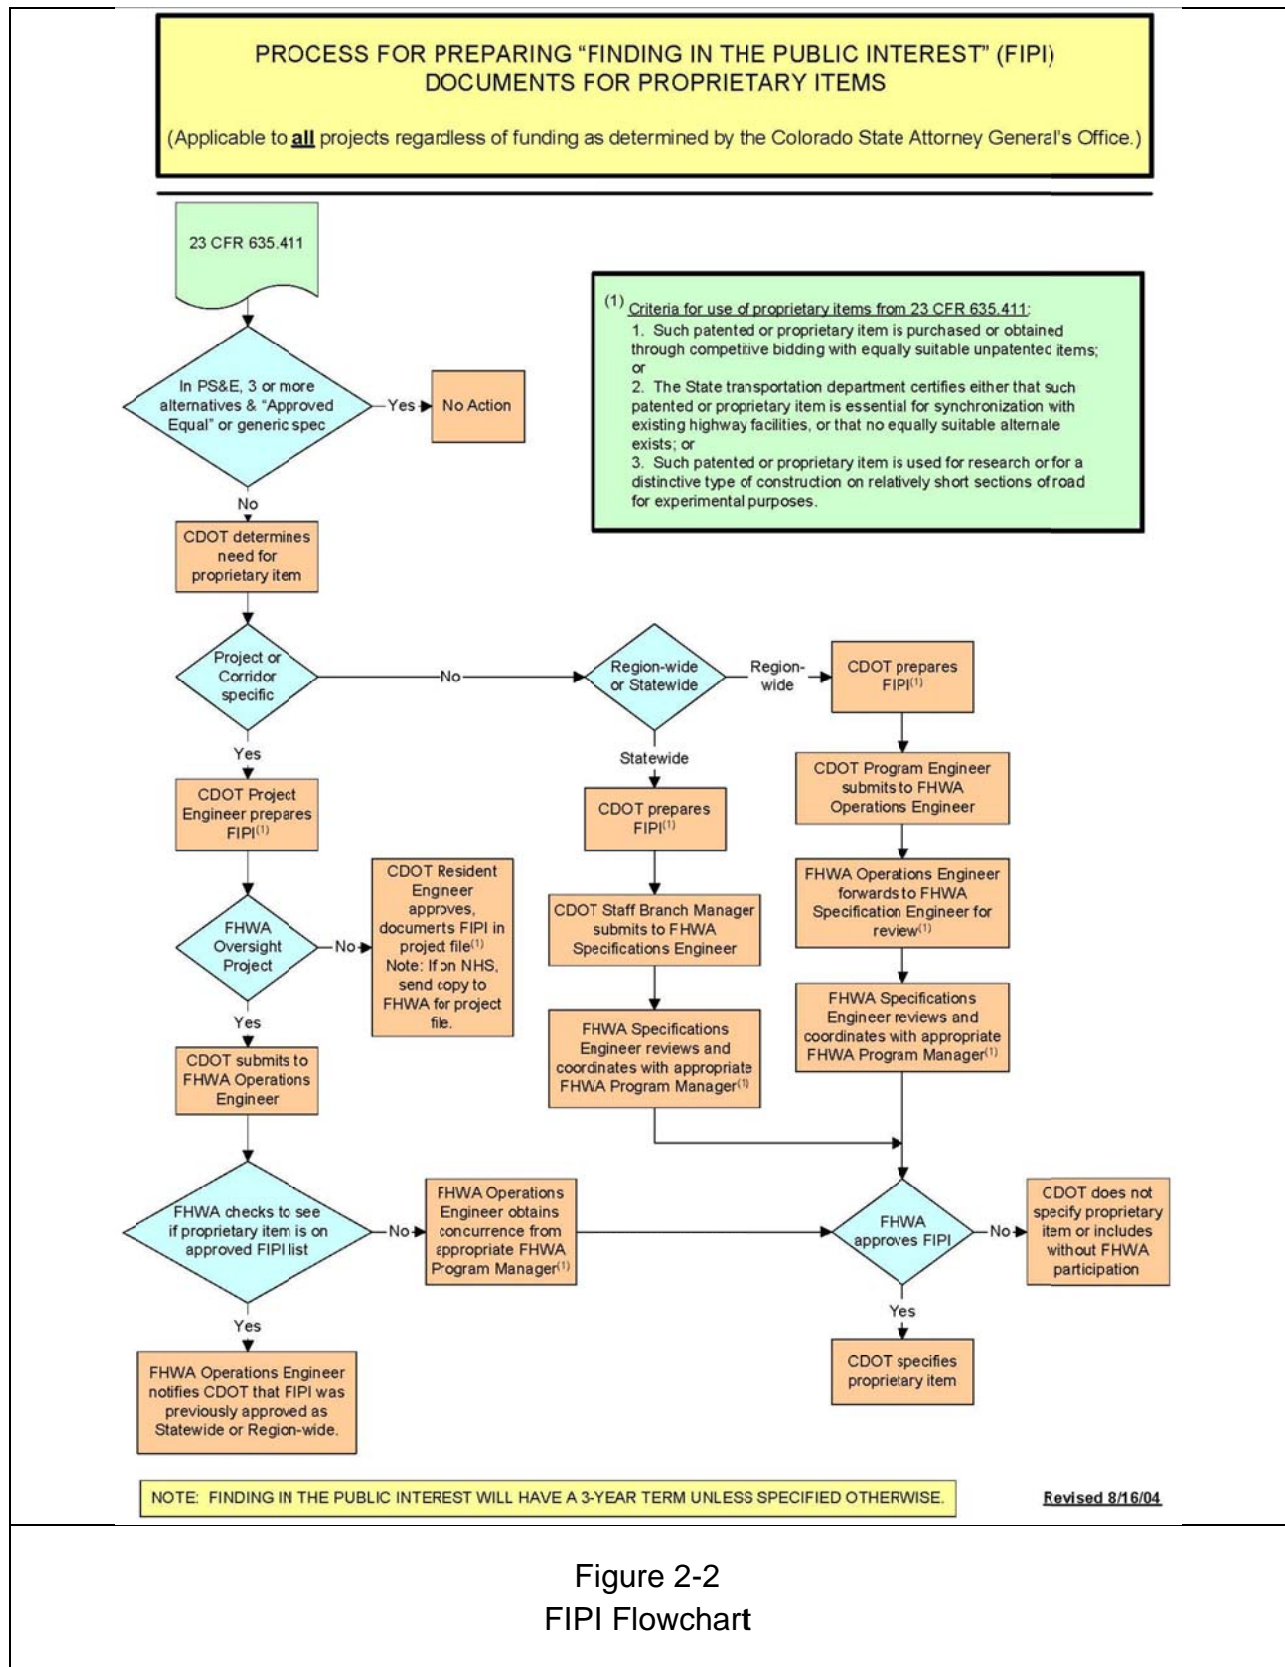 PROCESS FOR PREPARING “FINDING IN THE PUBLIC INTEREST” (FIPI)
DOCUMENTS FOR PROPRIETARY ITEMS
(Applicable to all projects regardless of funding as determined by the Colorado State Attorney General's Office.)
23 CFR 635.411
(1) Criteria for use of proprietary items from 23 CFR 635.411:
1. Such patented or proprietary item is purchased or obtained
through competitive bidding with equally suitable unpatented items;
or
2. The State transportation department certifies either that such
patented or proprietary item is essential for synchronization with
existing highway facilities, or that no equally suitable alternate
exists; or
3. Such patented or proprietary item is used for research or for a
distinctive type of construction on relatively short sections of road
for experimental purposes.
In PS&E, 3 or more
alternatives & “Approved
Equal” or generic spec
Yes
No Action
No
CDOT determines
need for
proprietary item
Project or
Corridor
specific
No
Region-wide
or Statewide
Region-
wide
CDOT prepares
FIPI(1)
Yes
Statewide
CDOT Project
Engineer prepares
FIPI(1)
CDOT prepares
FIPI(1)
CDOT Program Engineer
submits to FHWA
Operations Engineer
FHWA
Oversight
Project
No
CDOT Resident
Engneer
approves,
documents FIPI in
project file(1)
Note: If on NHS,
send copy to
FHWA for project
file.
CDOT Staff Branch Manager
submits to FHWA
Specifications Engineer
FHWA Operations Engineer
forwards to FHWA
Specification Engineer for
review(1)
Yes
FHWA Specifications
Engineer reviews and
coordinates with appropriate
FHWA Program Manager(1)
FHWA Specifications
Engineer reviews and
coordinates with appropriate
FHWA Program Manager(1)
CDOT submits to
FHWA Operations
Engineer
FHWA checks to see
if proprietary item is on
approved FIPI list
No
FHWA Operations
Engineer obtains
concurrence from
appropriate FHWA
Program Manager(1)
FHWA
approves FIPI
No
CDOT does not
specify proprietary
item or includes
without FHWA
participation
Yes
Yes
FHWA Operations Engineer
notifies CDOT that FIPI was
previously approved as
Statewide or Region-wide.
CDOT specifies
proprietary item
NOTE: FINDING IN THE PUBLIC INTEREST WILL HAVE A 3-YEAR TERM UNLESS SPECIFIED OTHERWISE.
Revised 8/16/04
Figure 2-2
FIPI Flowchart